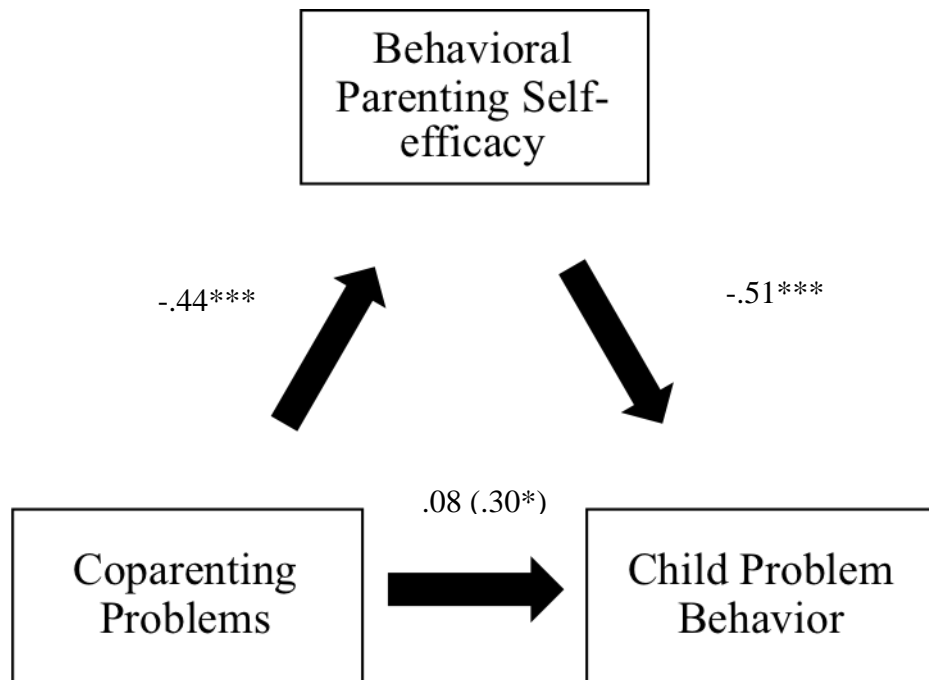 Behavioral
Parenting Self-
efficacy
-.44***
-.51***
.08 (.30*)
Coparenting
Problems
Child Problem
Behavior